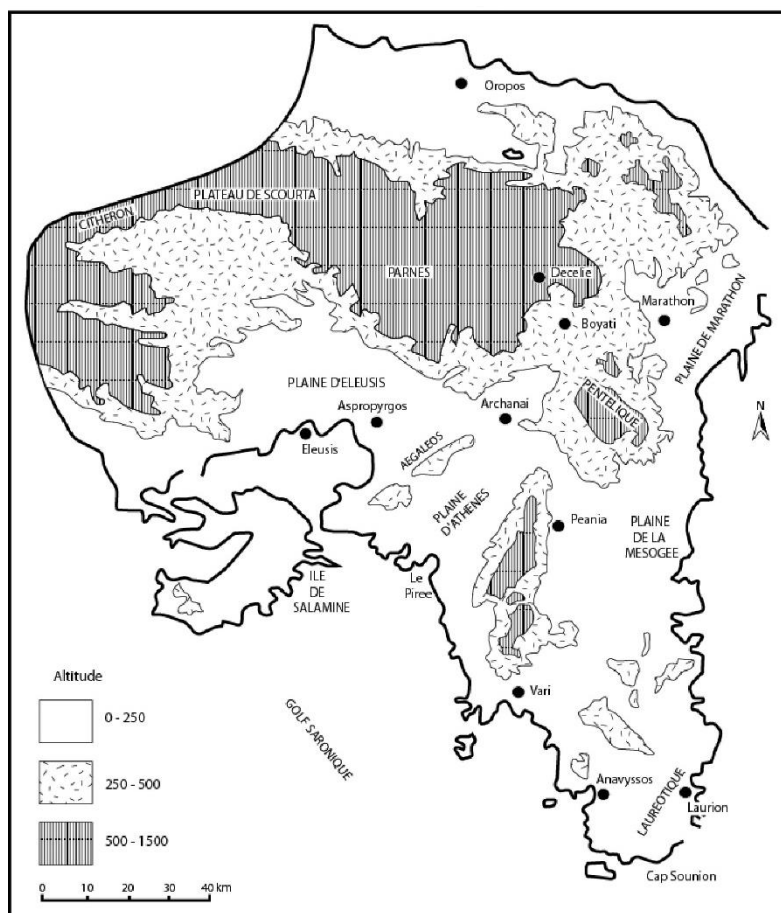 Oropos
PLATEAU DE SCOURTA
CITHERON
PARNES
Decelie
Marathon
Boyati
PLAINE DE MARATHON
PLAINE D'ELEUSIS
PENTELIQUE
N
Aspropyrgos
Archanai
Eleusis
AEGALEOS
PLAINE
D'ATHENES
Peania
PLAINE
DE LA
MESOGEE
ILE
DE
SALAMINE
Le
Piree
Altitude
0 - 250
250 - 500
500 - 1500
Vari
GOLF SARONIQUE
Anavyssos
LAUREOTIQUE
Laurion
Cap Sounion
0 10 20 40 km